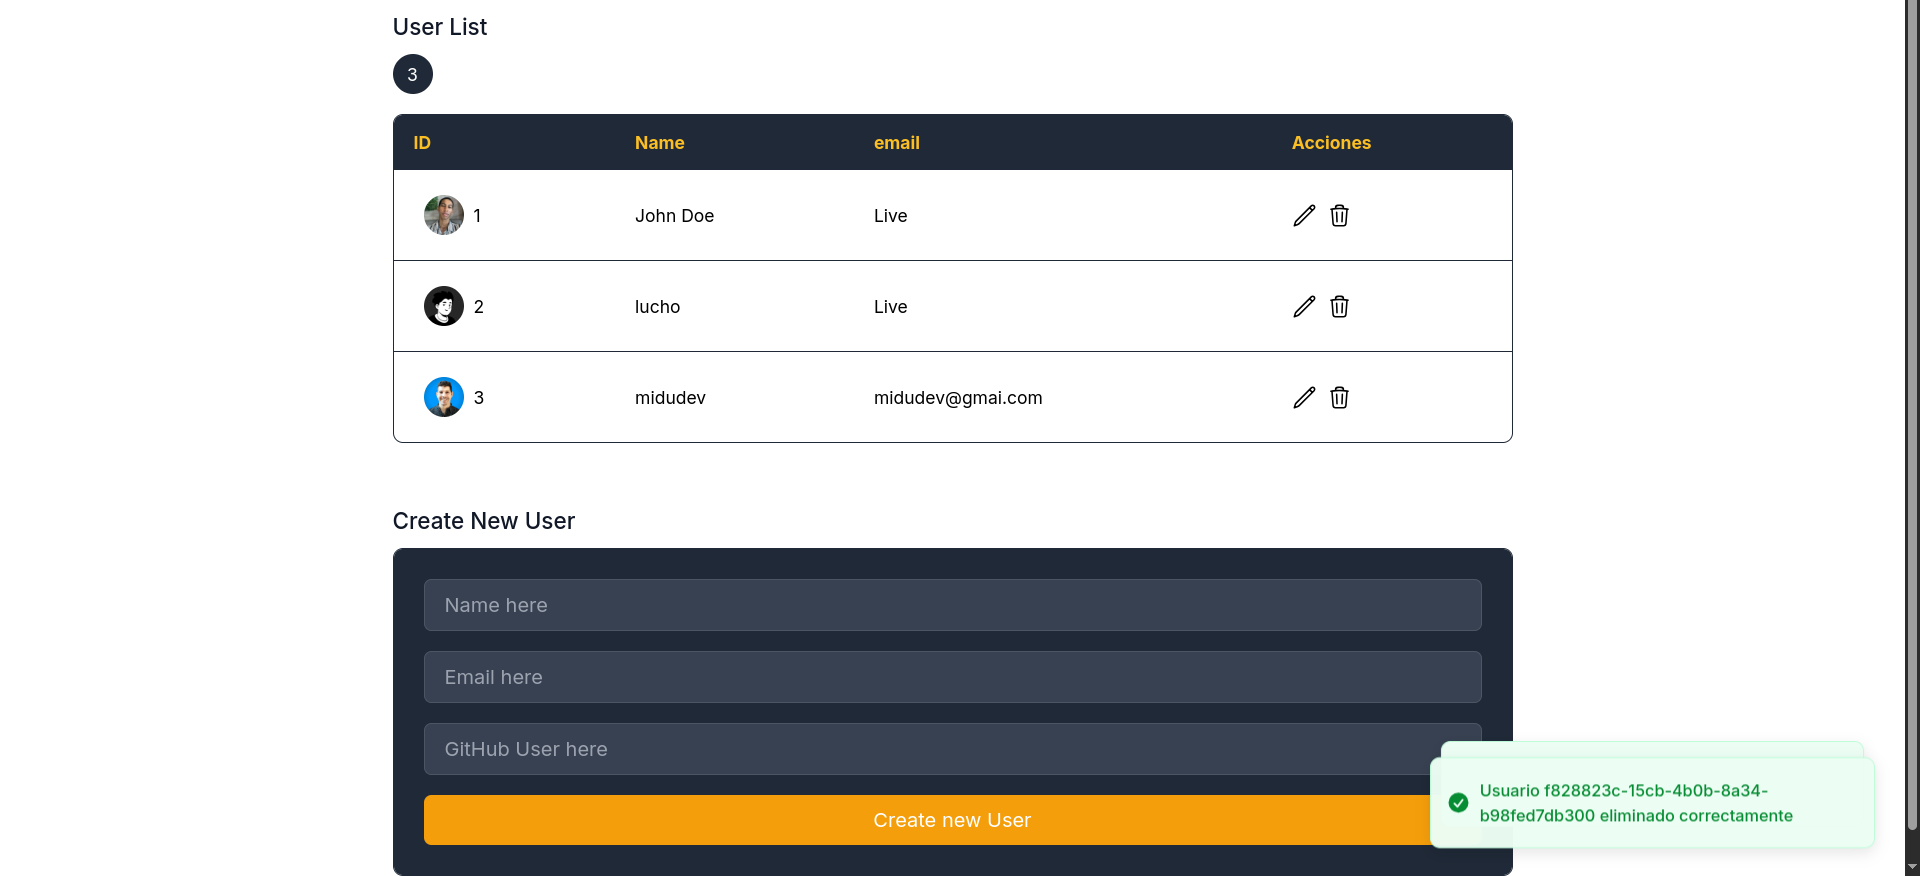 User List
3
ID Name email Acciones
1 John Doe Live
2 lucho Live
3 midudev midudev@gmai.com
Create New User
Name here
Email here
GitHub User here
Create new User
Usuario f828823c-15cb-4b0b-8a34-
b98fed7db300 eliminado correctamente